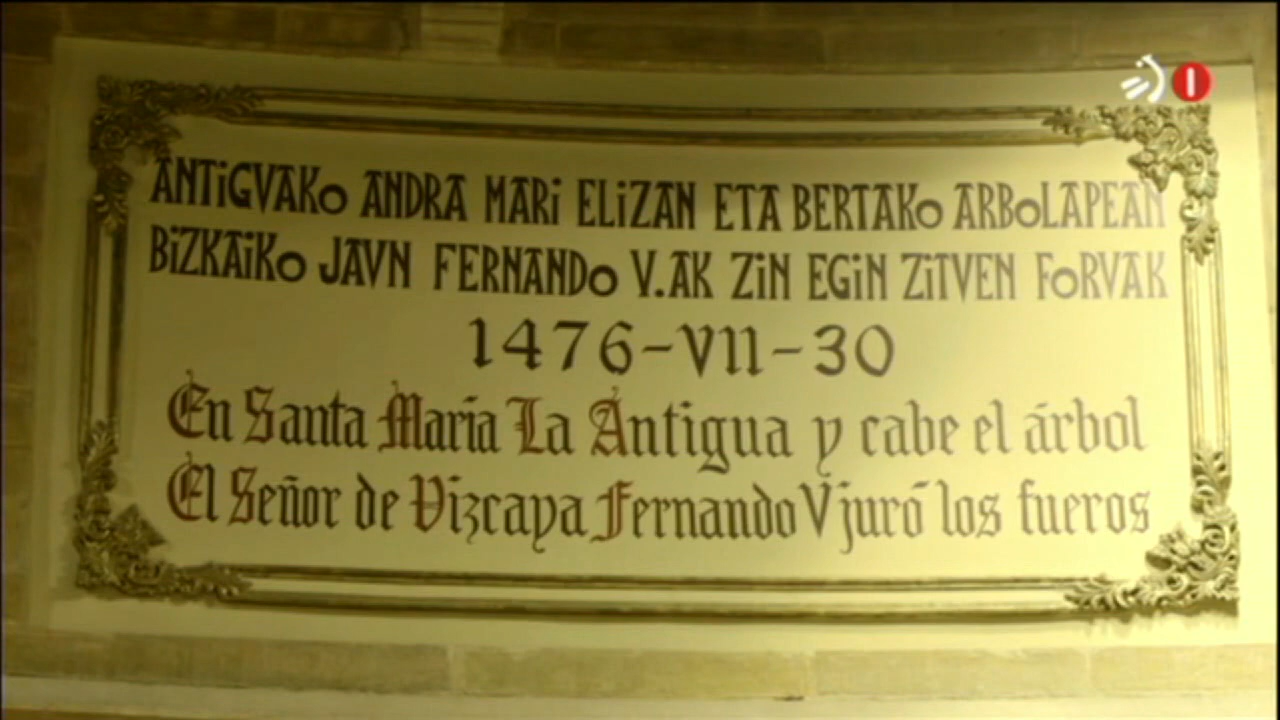 ANTiGVAKo ANDRA MARi ELiZAN ETA BERTAKo ARBoLAPEAN
BiZKAiKo JAVN FERNANDo V.AK ZiN EGiN ZiTVEN FoRVAK
1476-VII-30
En Santa María La Antigua y cabe el árbol
El Señor de Vizcaya Fernando V juró los fueros